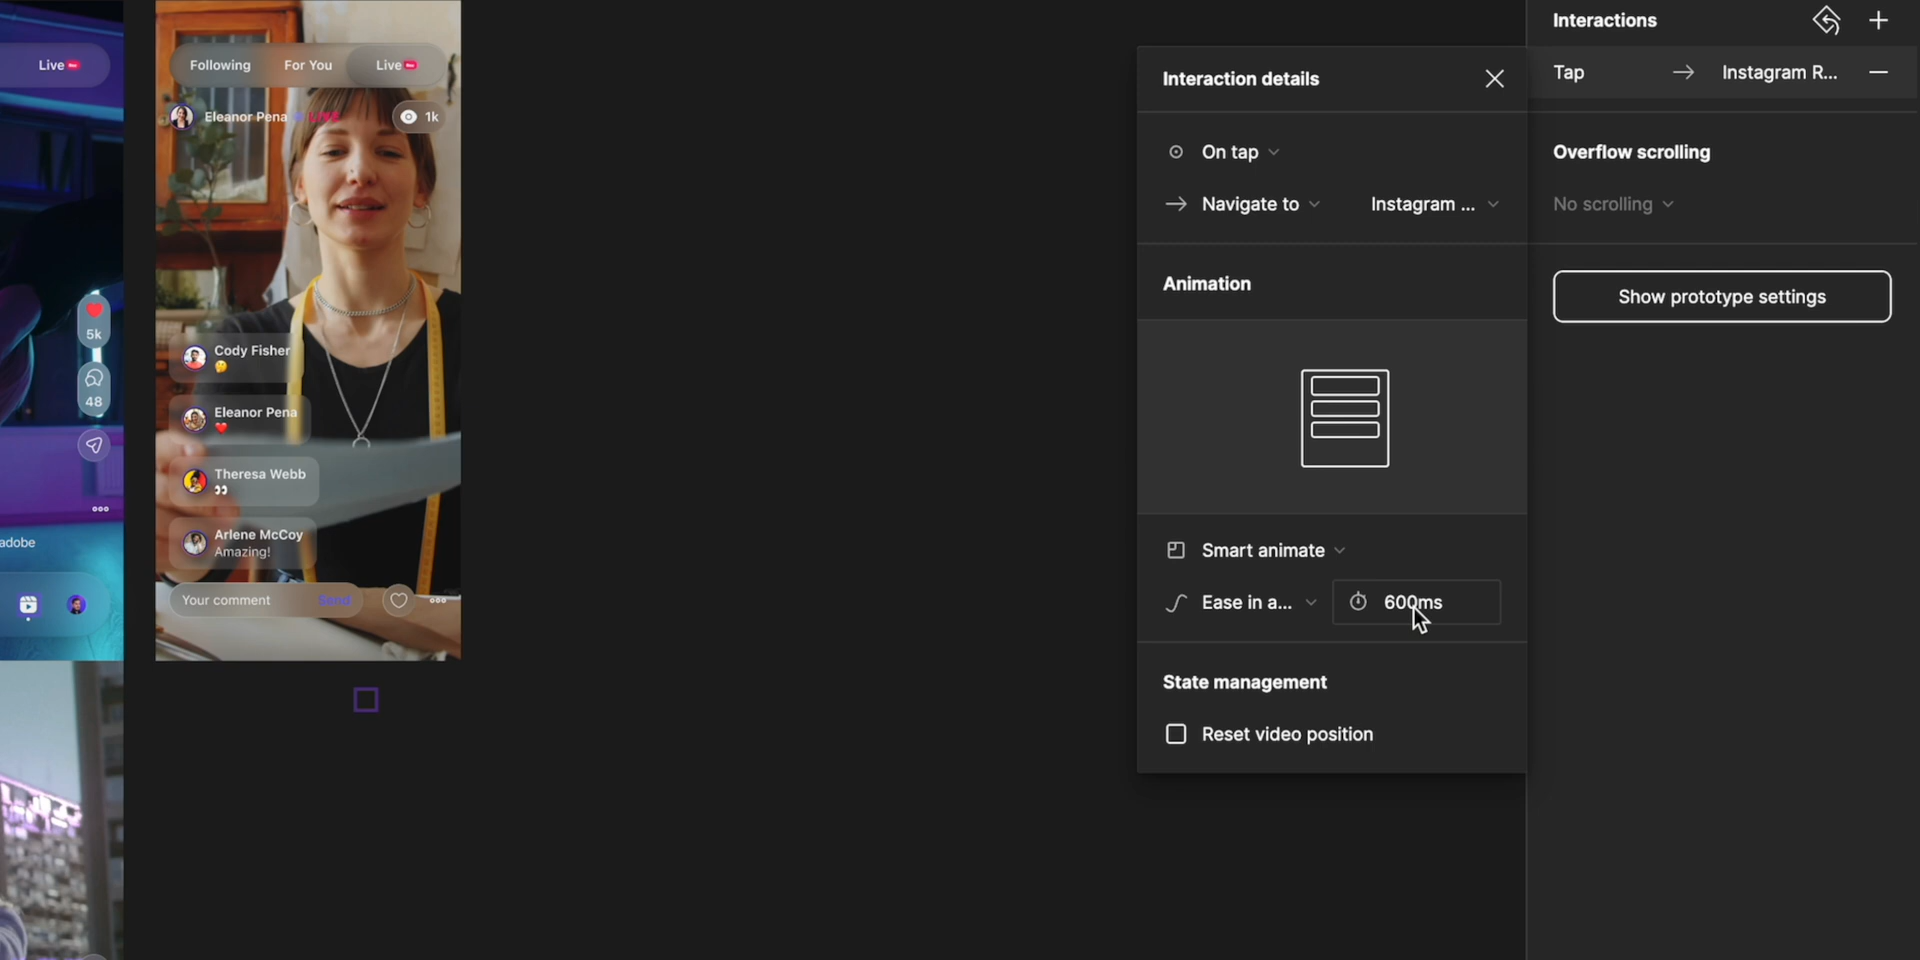 Live
5k
48
adobe
Following For You Live
Eleanor Pena LIVE 1k
Cody Fisher
Eleanor Pena
Theresa Webb
Arlene McCoy
Amazing!
Your comment Send
Interaction details
On tap
Navigate to Instagram ...
Animation
Smart animate
Ease in a... 600ms
State management
Reset video position
Interactions
Tap Instagram R...
Overflow scrolling
No scrolling
Show prototype settings